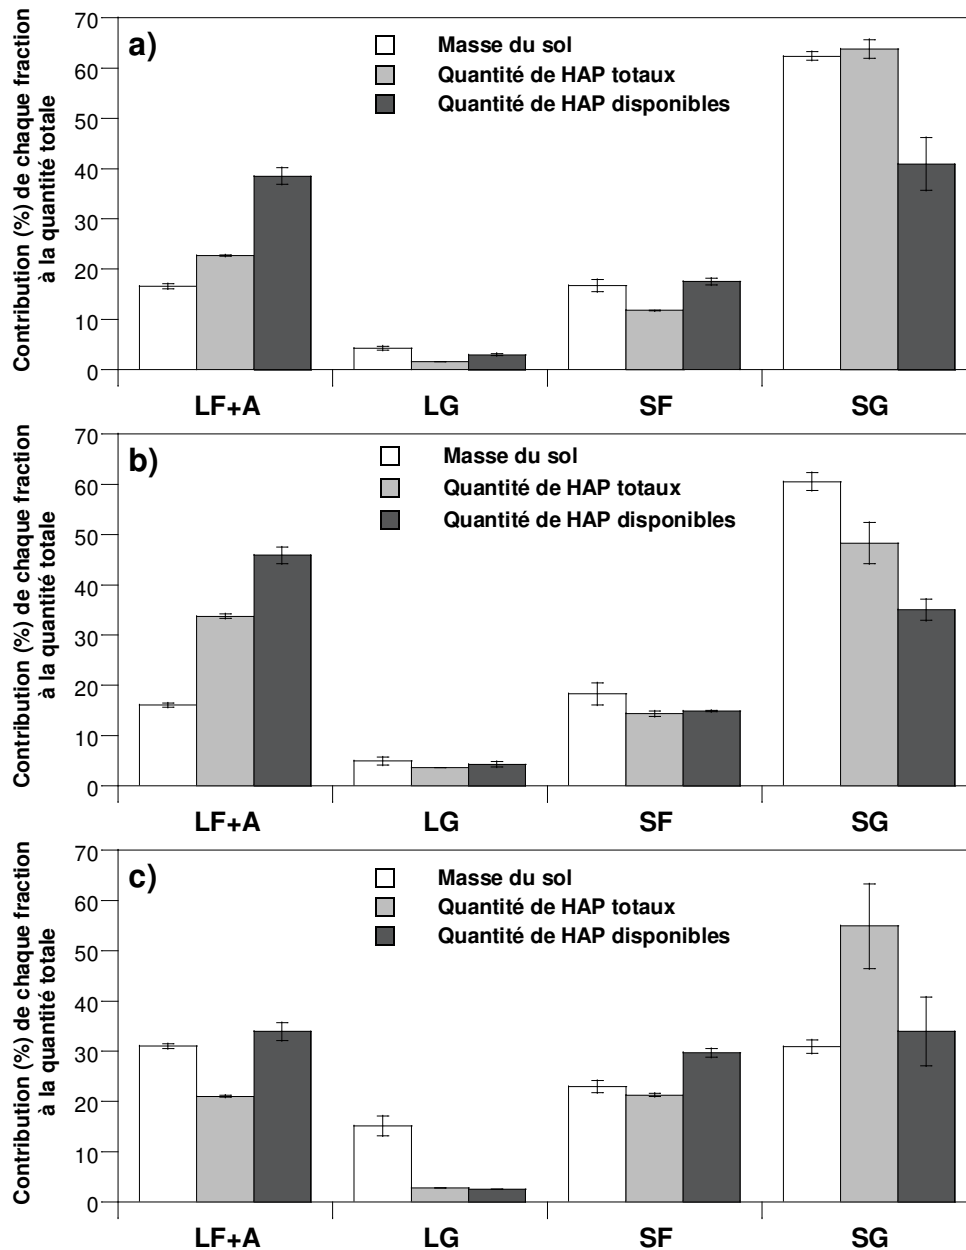 Contribution (%) de chaque fraction
à la quantité totale
a)
Masse du sol
Quantité de HAP totaux
Quantité de HAP disponibles
70
60
50
40
30
20
10
0
LF+A LG SF SG
Contribution (%) de chaque fraction
à la quantité totale
b)
Masse du sol
Quantité de HAP totaux
Quantité de HAP disponibles
70
60
50
40
30
20
10
0
LF+A LG SF SG
Contribution (%) de chaque fraction
à la quantité totale
c)
Masse du sol
Quantité de HAP totaux
Quantité de HAP disponibles
70
60
50
40
30
20
10
0
LF+A LG SF SG